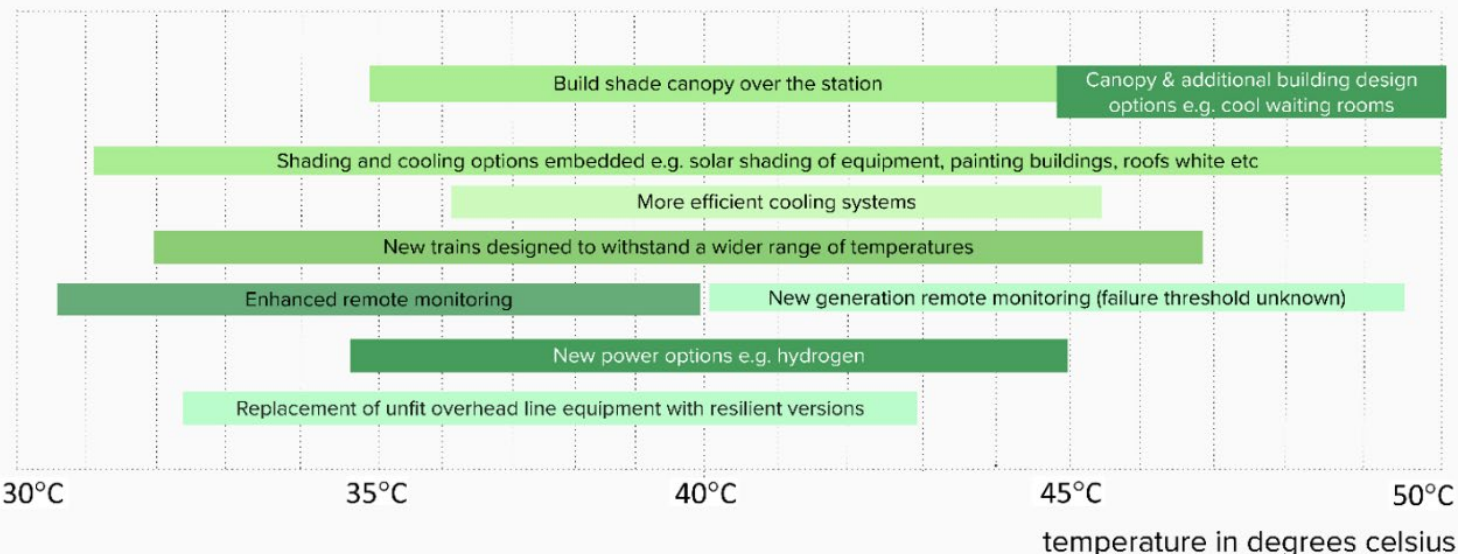 Build shade canopy over the station
Canopy & additional building design
options e.g. cool waiting rooms
Shading and cooling options embedded e.g. solar shading of equipment, painting buildings, roofs white etc
More efficient cooling systems
New trains designed to withstand a wider range of temperatures
Enhanced remote monitoring
New generation remote monitoring (failure threshold unknown)
New power options e.g. hydrogen
Replacement of unfit overhead line equipment with resilient versions
30°C
35°C
40°C
45°C
50°C
temperature in degrees celsius